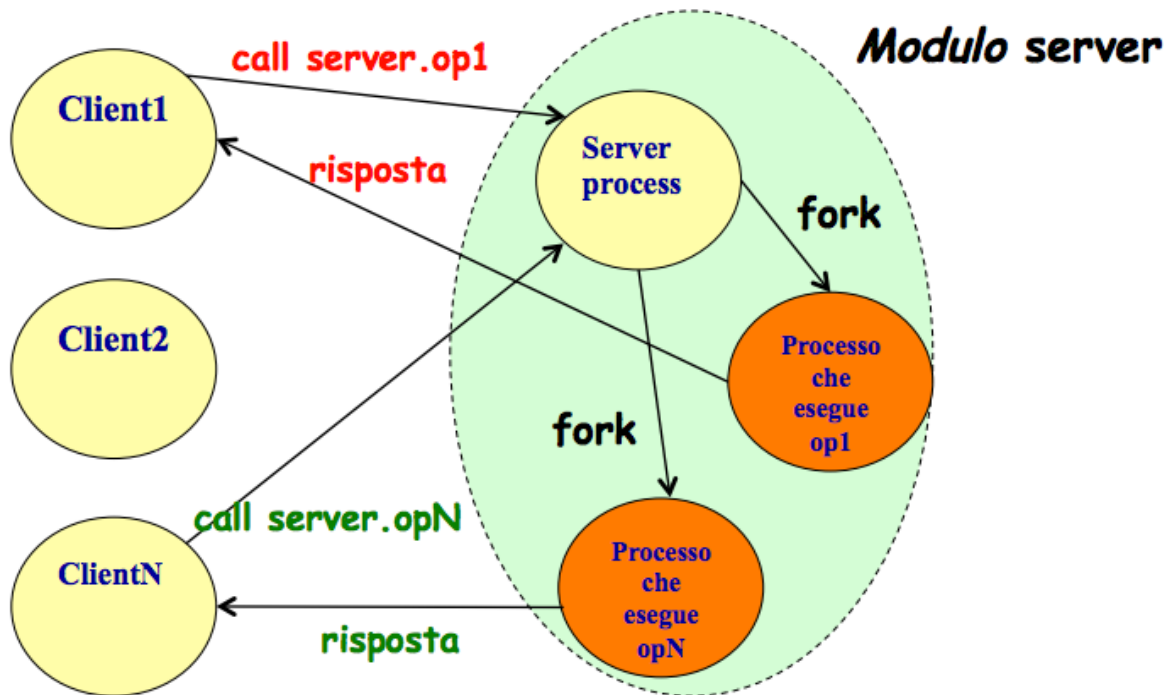 Modulo server
call server.op1
Client1
Server
process
risposta
fork
Client2
Processo
che
esegue
op1
fork
call server.opN
ClientN
Processo
che
esegue
opN
risposta